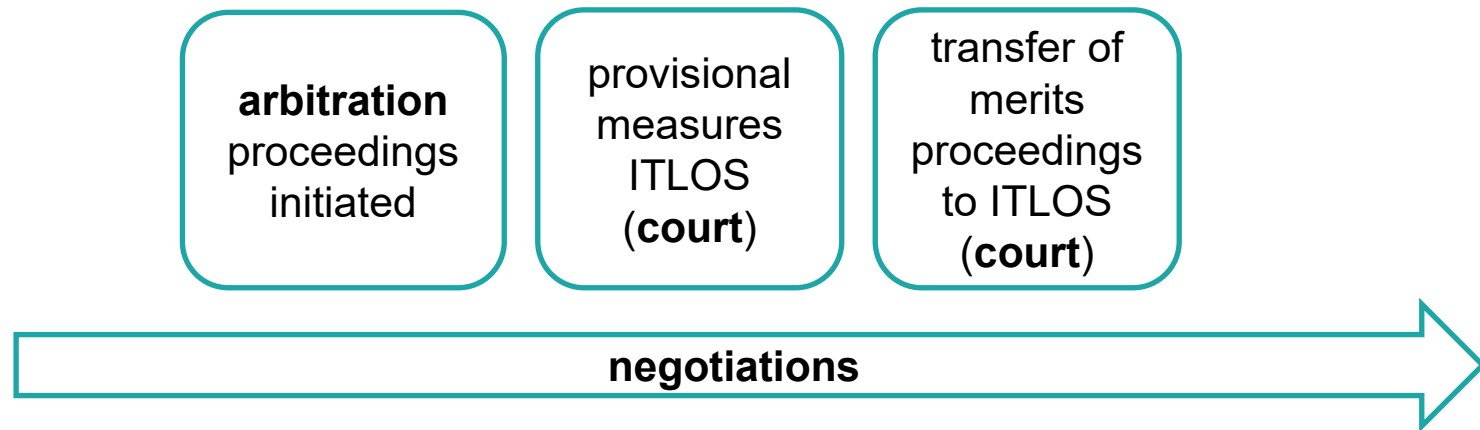 arbitration
proceedings
initiated
provisional
measures
ITLOS
(court)
transfer of
merits
proceedings
to ITLOS
(court)
negotiations